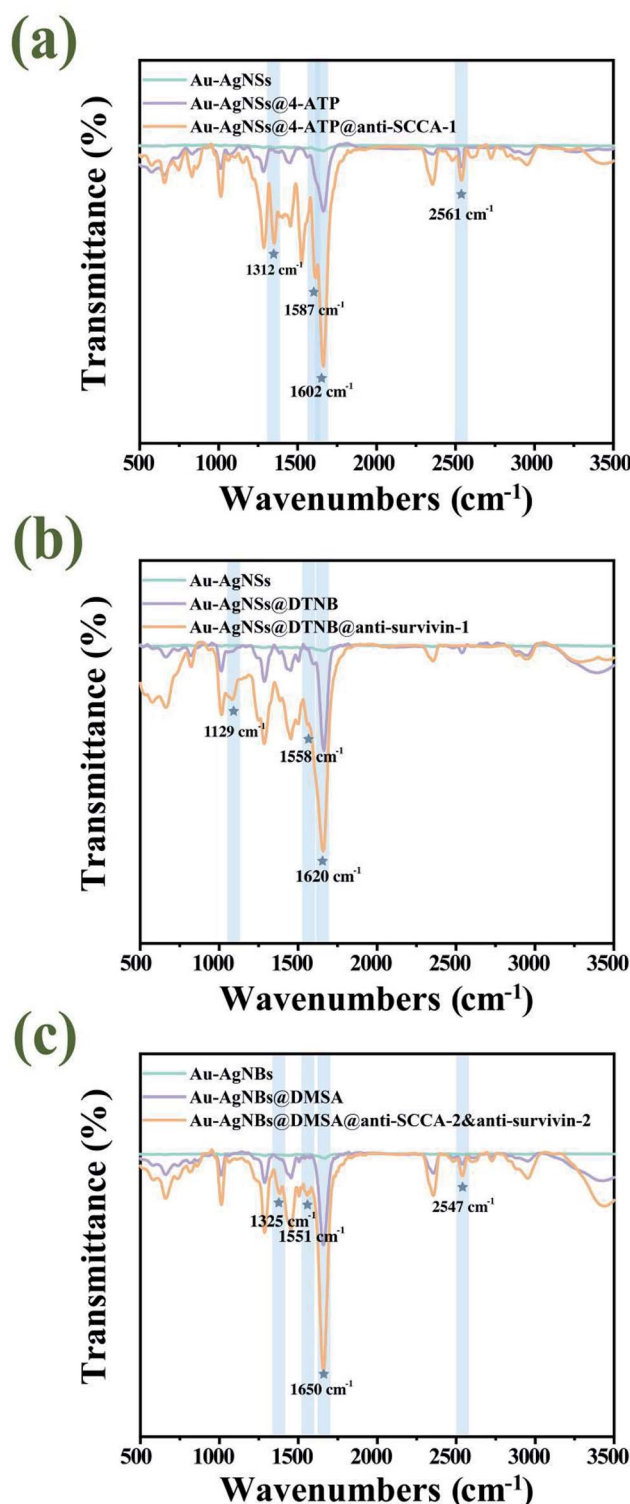 (a)
Au-AgNSs
Au-AgNSs@4-ATP
Au-AgNSs@4-ATP@anti-SCCA-1
2561 cm-1
1312 cm-1
1587 cm-1
1602 cm-1
Transmittance (%)
500 1000 1500 2000 2500 3000 3500
Wavenumbers (cm-1)
(b)
Au-AgNSs
Au-AgNSs@DTNB
Au-AgNSs@DTNB@anti-survivin-1
1129 cm-1
1558 cm-1
1620 cm-1
Transmittance (%)
500 1000 1500 2000 2500 3000 3500
Wavenumbers (cm-1)
(c)
Au-AgNBs
Au-AgNBs@DMSA
Au-AgNBs@DMSA@anti-SCCA-2&anti-survivin-2
1325 cm-1
1551 cm-1
2547 cm-1
1650 cm-1
Transmittance (%)
500 1000 1500 2000 2500 3000 3500
Wavenumbers (cm-1)